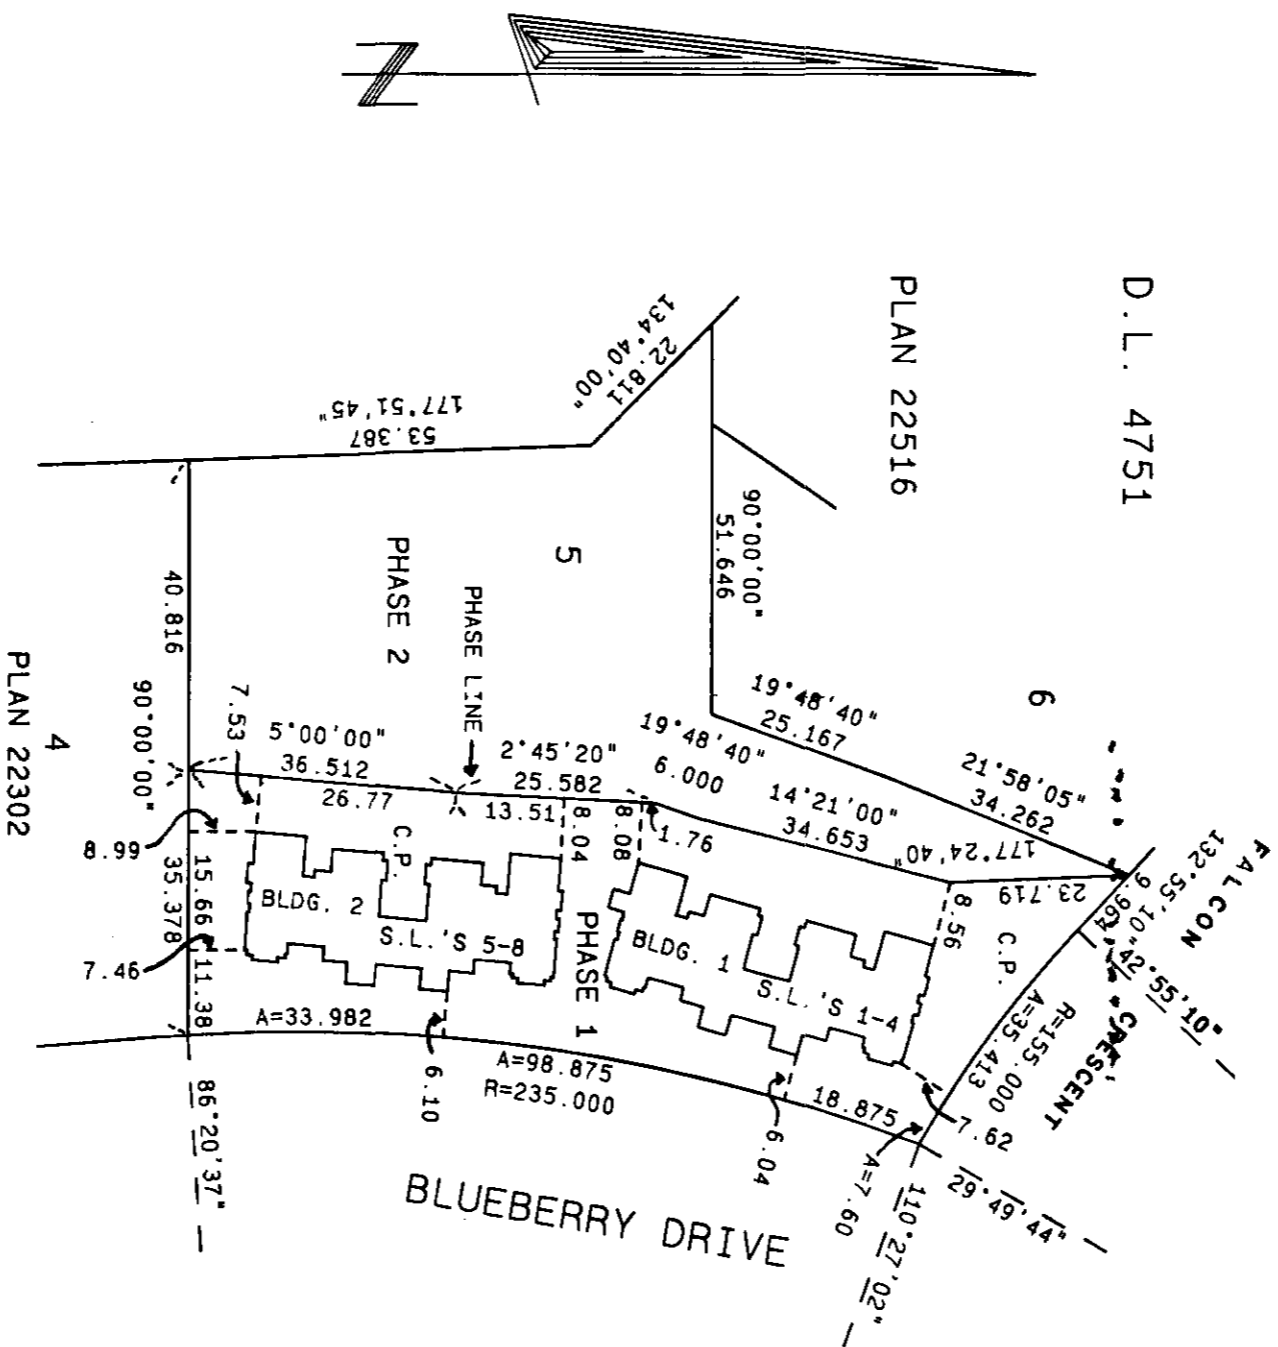 D.L. 4751
PLAN 22516
6
FALCON
CRESCENT
132°55'10"
9.964
42°55'10"
R=155.000
A=35.413
134°40'00"
22.811
177°51'45"
53.387
90°00'00"
51.646
19°48'40"
25.167
21°58'05"
34.262
5
PHASE 2
PHASE LINE
19°48'40"
6.000
14°21'00"
34.653
177°24'40"
23.719
C.P.
40.816
7.53
5°00'00"
36.512
26.77
2°45'20"
25.582
13.51
8.04
8.08
1.76
8.56
90°00'00"
4
PLAN 22302
8.99
15.66
35.378
7.46
11.38
C.P.
BLDG. 2
S.L.'S 5-8
PHASE 1
BLDG. 1
S.L.'S 1-4
A=33.982
6.10
A=98.875
R=235.000
6.04
18.875
7.62
A=7.60
29°49'44"
110°27'02"
86°20'37"
BLUEBERRY DRIVE